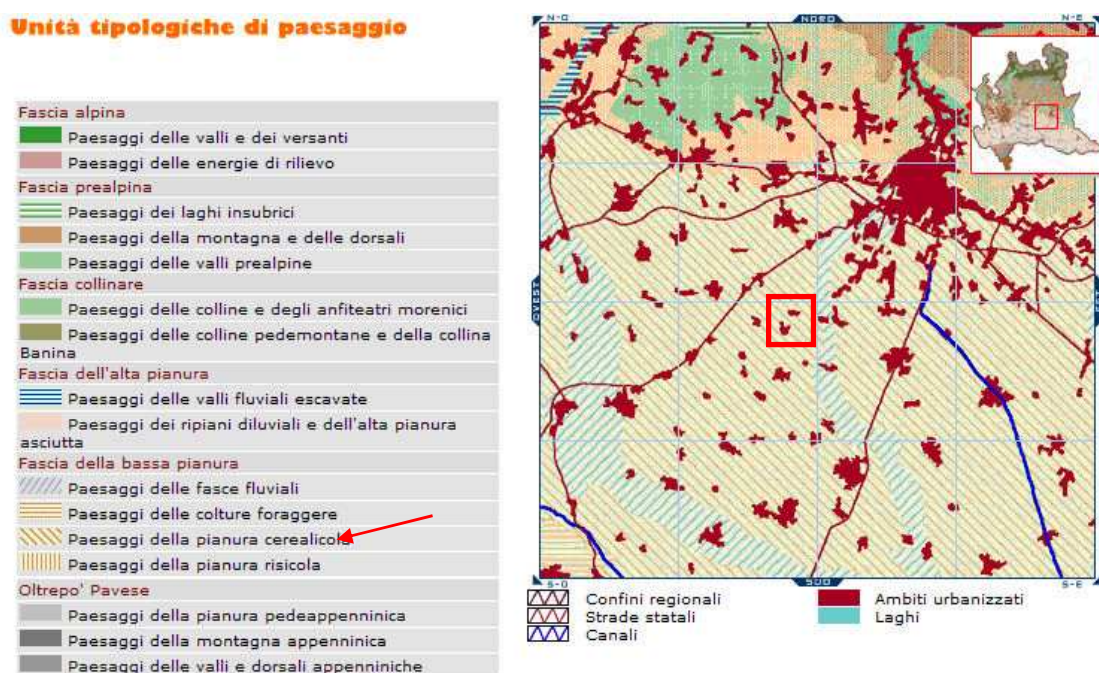 Unità tipologiche di paesaggio
Fascia alpina
Paesaggi delle valli e dei versanti
Paesaggi delle energie di rilievo
Fascia prealpina
Paesaggi dei laghi insubrici
Paesaggi della montagna e delle dorsali
Paesaggi delle valli prealpine
Fascia collinare
Paeseggi delle colline e degli anfiteatri morenici
Paesaggi delle colline pedemontane e della collina
Banina
Fascia dell'alta pianura
Paesaggi delle valli fluviali escavate
Paesaggi dei ripiani diluviali e dell'alta pianura
asciutta
Fascia della bassa pianura
Paesaggi delle fasce fluviali
Paesaggi delle colture foraggere
Paesaggi della pianura cerealicola
Paesaggi della pianura risicola
Oltrepo' Pavese
Paesaggi della pianura pedeappenninica
Paesaggi della montagna appenninica
Paesaggi delle valli e dorsali appenniniche
N-O
NORD
N-E
OVEST
S-O
SUD
S-E
Confini regionali
Strade statali
Canali
Ambiti urbanizzati
Laghi